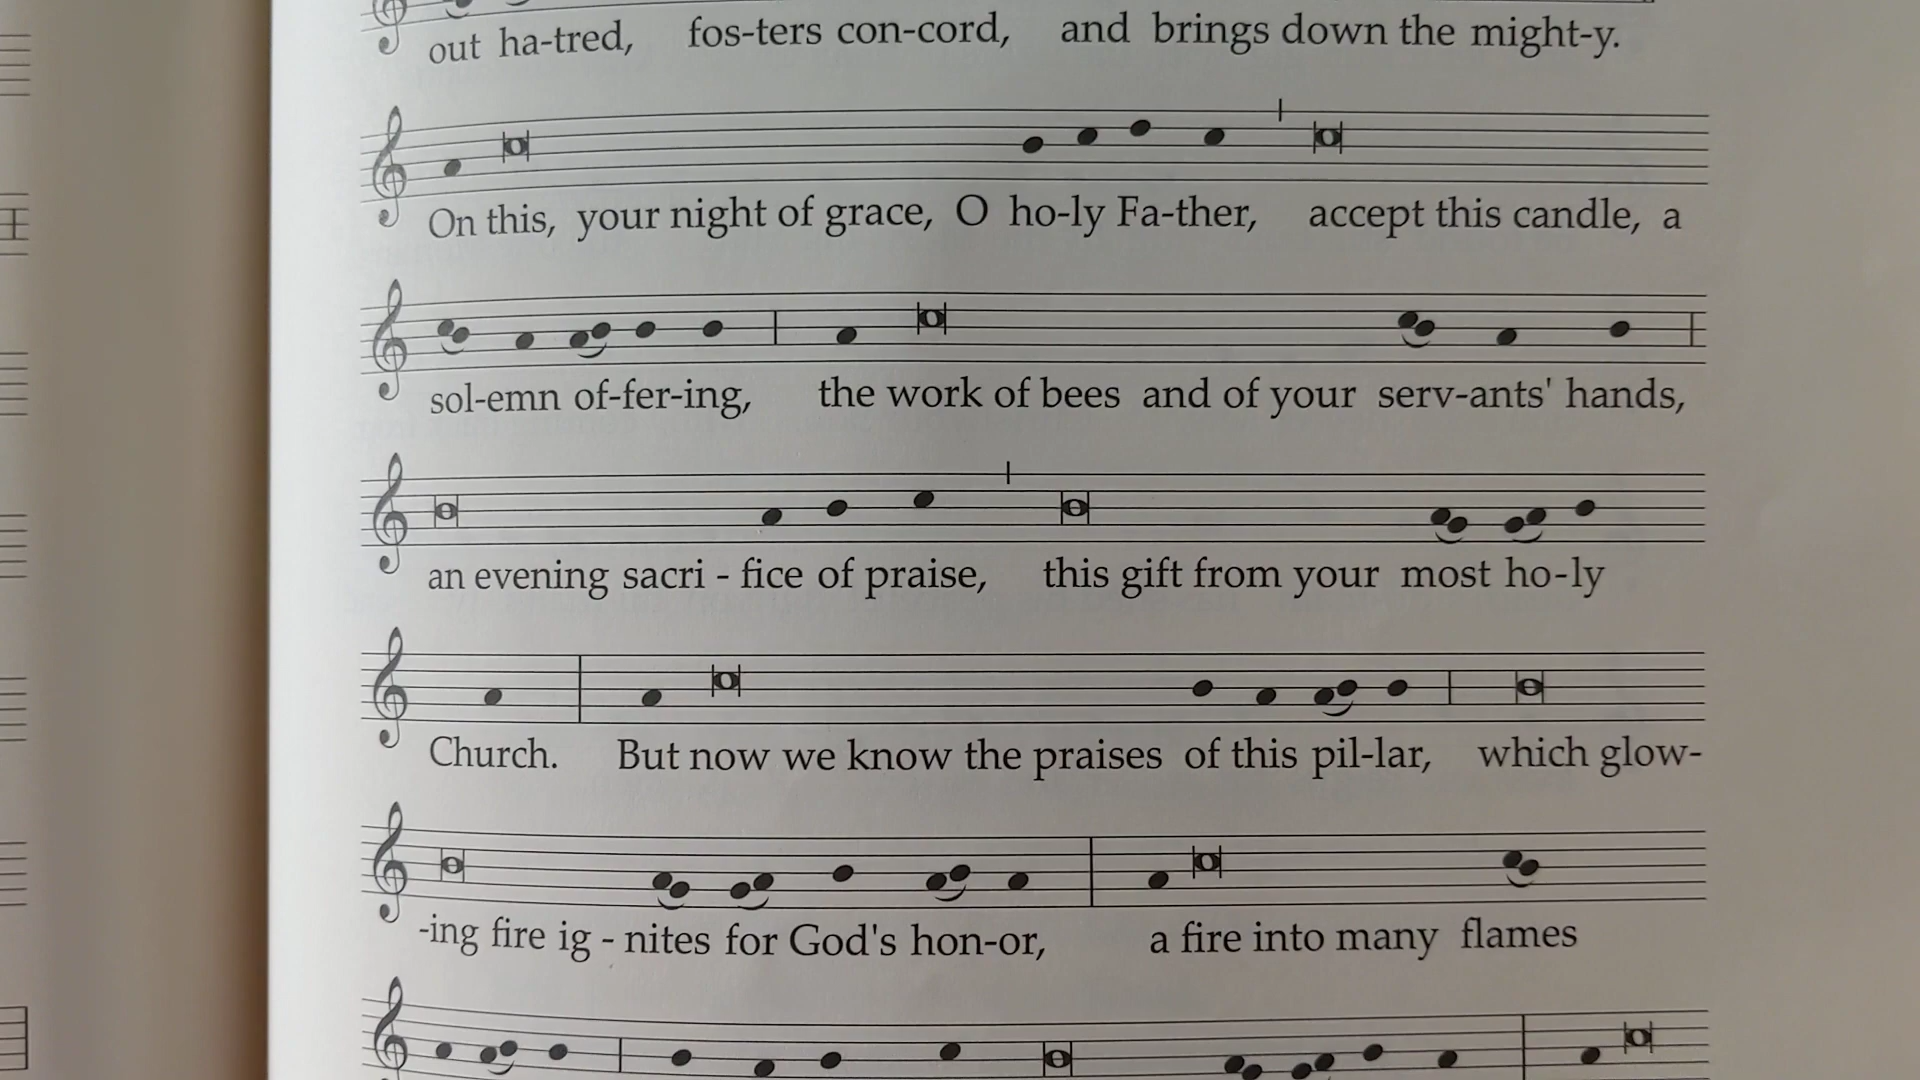 out ha-tred, fos-ters con-cord, and brings down the might-y.
On this, your night of grace, O ho-ly Fa-ther, accept this candle, a
sol-emn of-fer-ing, the work of bees and of your serv-ants' hands,
an evening sacri - fice of praise, this gift from your most ho-ly
Church. But now we know the praises of this pil-lar, which glow-
-ing fire ig - nites for God's hon-or, a fire into many flames